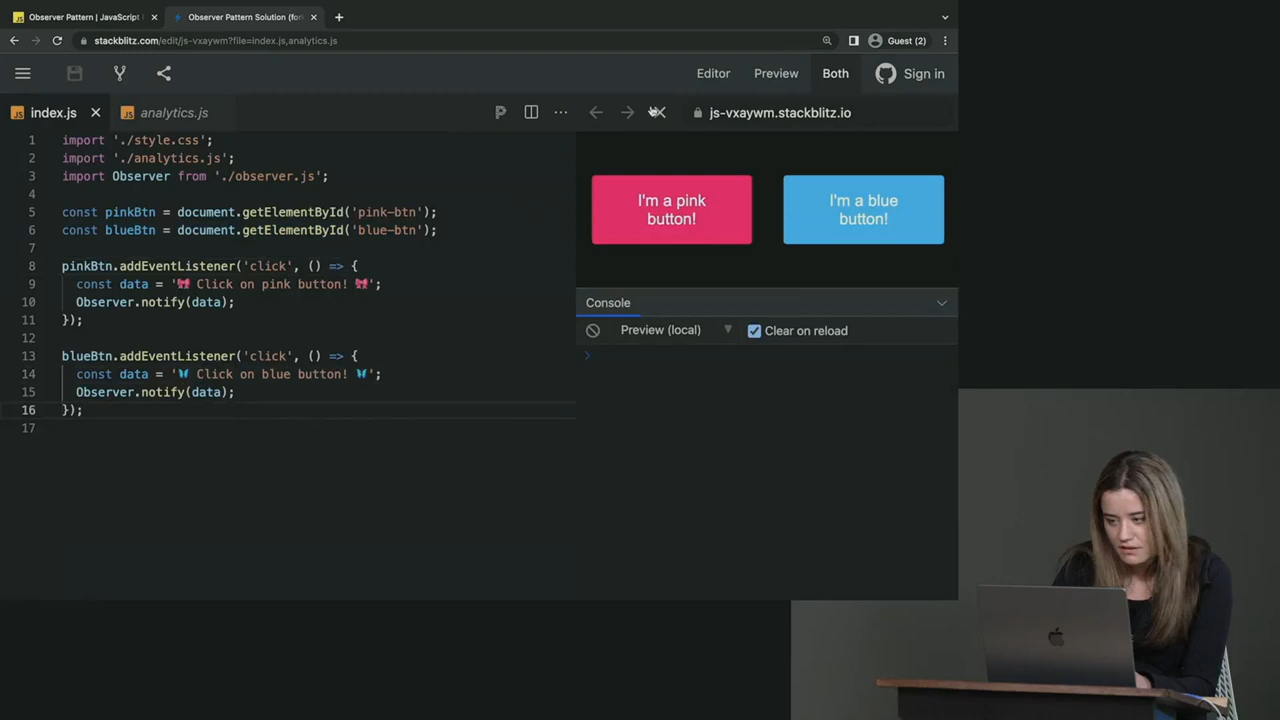 Observer Pattern | JavaScript
Observer Pattern Solution (for
stackblitz.com/edit/js-vxaywm?file=index.js,analytics.js
Guest (2)
Editor
Preview
Both
Sign in
JS index.js
JS analytics.js
js-vxaywm.stackblitz.io
1 import './style.css';
2 import './analytics.js';
3 import Observer from './observer.js';
4
5 const pinkBtn = document.getElementById('pink-btn');
6 const blueBtn = document.getElementById('blue-btn');
7
8 pinkBtn.addEventListener('click', () => {
9 const data = '🎀 Click on pink button! 🎀';
10 Observer.notify(data);
11 });
12
13 blueBtn.addEventListener('click', () => {
14 const data = '🦋 Click on blue button! 🦋';
15 Observer.notify(data);
16 });
17
I'm a pink
button!
I'm a blue
button!
Console
Preview (local)
Clear on reload